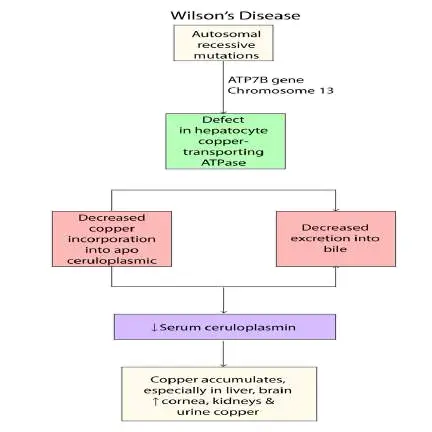 Wilson's Disease
Autosomal
recessive
mutations
ATP7B gene
Chromosome 13
Defect
in hepatocyte
copper-
transporting
ATPase
Decreased
copper
incorporation
into apo
ceruloplasmic
Decreased
excretion into
bile
↓Serum ceruloplasmin
Copper accumulates,
especially in liver, brain
↑cornea, kidneys &
urine copper